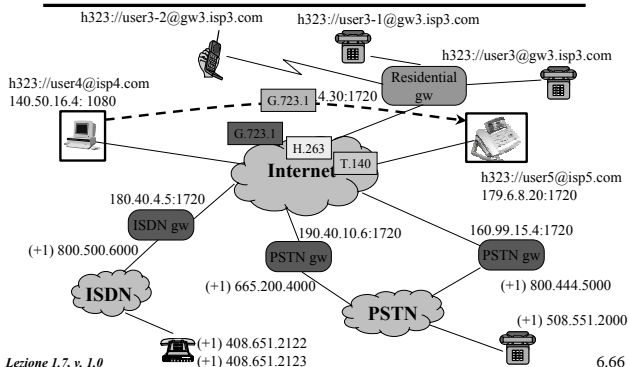 h323://user3-2@gw3.isp3.com
h323://user3-1@gw3.isp3.com
h323://user3@gw3.isp3.com
h323://user4@isp4.com
140.50.16.4: 1080
Residential
gw
G.723.1
4.30:1720
G.723.1
H.263
T.140
Internet
h323://user5@isp5.com
179.6.8.20:1720
180.40.4.5:1720
ISDN gw
190.40.10.6:1720
160.99.15.4:1720
PSTN gw
PSTN gw
(+1) 800.500.6000
(+1) 665.200.4000
(+1) 800.444.5000
ISDN
PSTN
(+1) 508.551.2000
(+1) 408.651.2122
(+1) 408.651.2123
Lezione 1.7, v. 1.0
6.66